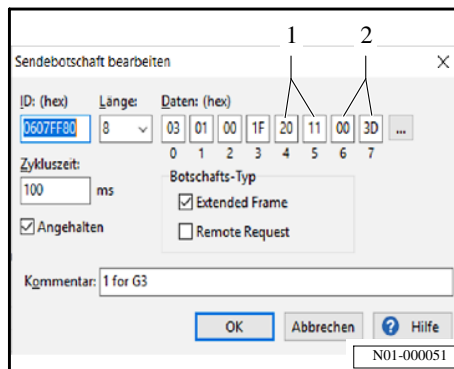 1 2
Sendebotschaft bearbeiten
ID: (hex) Länge: Daten: (hex)
0607FF80 8 03 01 00 1F 20 11 00 3D ...
0 1 2 3 4 5 6 7
Zykluszeit:
100 ms
Botschafts-Typ
Extended Frame
Angehalten
Remote Request
Kommentar: 1 for G3
OK Abbrechen ? Hilfe
N01-000051